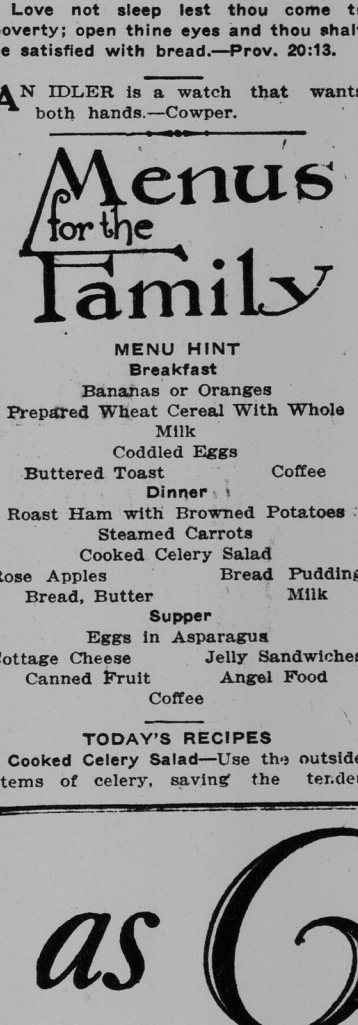 Love not sleep lest thou come t
overty; open thine eyes and thou shal
e satisfied with bread.—Prov. 20:13.
AN IDLER is a watch that wants
both hands.—Cowper.
Menus
for the
Family
MENU HINT
Breakfast
Bananas or Oranges
Prepared Wheat Cereal With Whole
Milk
Coddled Eggs
Buttered Toast Coffee
Dinner
Roast Ham with Browned Potatoes
Steamed Carrots
Cooked Celery Salad
Rose Apples Bread Pudding
Bread, Butter Milk
Supper
Eggs in Asparagus
Cottage Cheese Jelly Sandwiches
Canned Fruit Angel Food
Coffee
TODAY'S RECIPES
Cooked Celery Salad—Use the outside
tems of celery, saving the tender
as